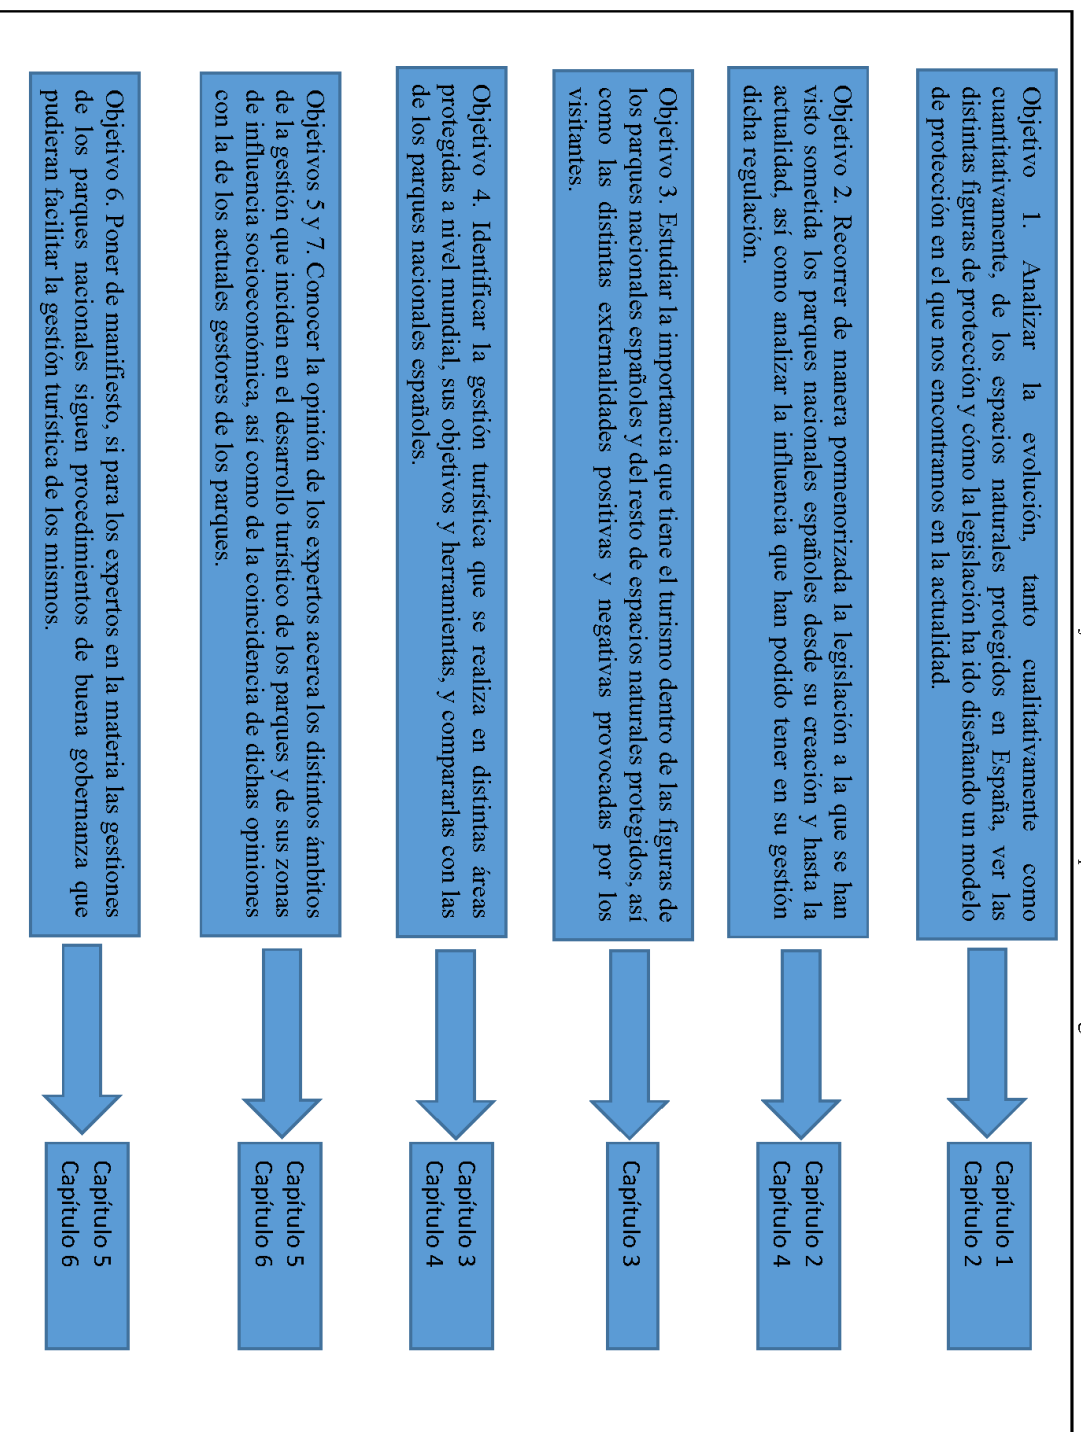 Objetivo 1. Analizar la evolución, tanto cualitativamente como
cuantitativamente, de los espacios naturales protegidos en España, ver las
distintas figuras de protección y cómo la legislación ha ido diseñando un modelo
de protección en el que nos encontramos en la actualidad.
Capítulo 1
Capítulo 2
Objetivo 2. Recorrer de manera pormenorizada la legislación a la que se han
visto sometida los parques nacionales españoles desde su creación y hasta la
actualidad, así como analizar la influencia que han podido tener en su gestión
dicha regulación.
Capítulo 2
Capítulo 4
Objetivo 3. Estudiar la importancia que tiene el turismo dentro de las figuras de
los parques nacionales españoles y del resto de espacios naturales protegidos, así
como las distintas externalidades positivas y negativas provocadas por los
visitantes.
Capítulo 3
Objetivo 4. Identificar la gestión turística que se realiza en distintas áreas
protegidas a nivel mundial, sus objetivos y herramientas, y compararlas con las
de los parques nacionales españoles.
Capítulo 3
Capítulo 4
Objetivos 5 y 7. Conocer la opinión de los expertos acerca los distintos ámbitos
de la gestión que inciden en el desarrollo turístico de los parques y de sus zonas
de influencia socioeconómica, así como de la coincidencia de dichas opiniones
con la de los actuales gestores de los parques.
Capítulo 5
Capítulo 6
Objetivo 6. Poner de manifiesto, si para los expertos en la materia las gestiones
de los parques nacionales siguen procedimientos de buena gobernanza que
pudieran facilitar la gestión turística de los mismos.
Capítulo 5
Capítulo 6